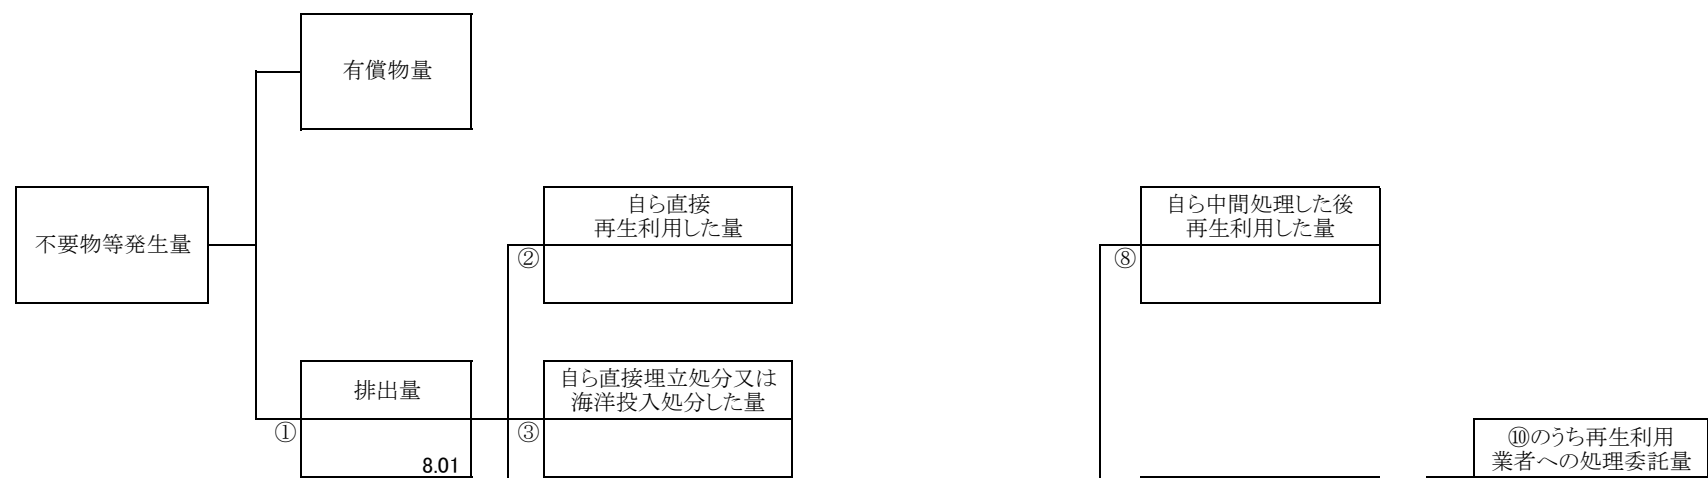 有償物量
不要物等発生量
自ら直接
再生利用した量
②
自ら中間処理した後
再生利用した量
⑧
排出量
①
8.01
自ら直接埋立処分又は
海洋投入処分した量
③
⑩のうち再生利用
業者への処理委託量